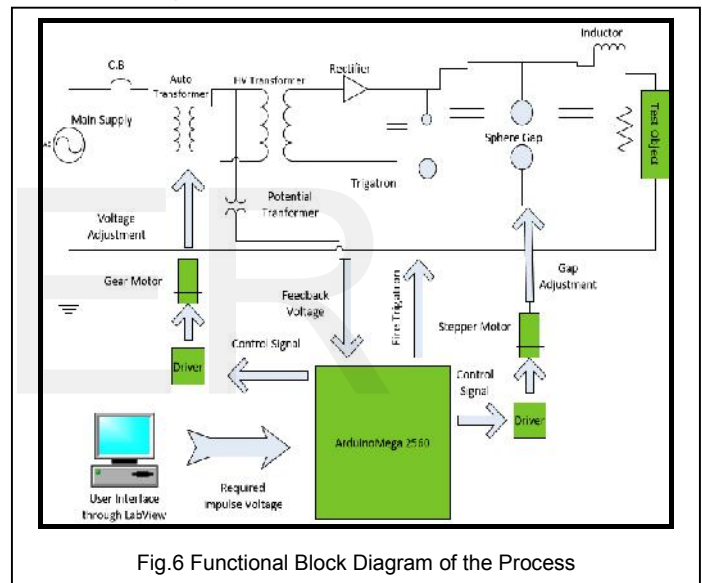 Inductor
C.B
Auto
Transformer
HV Transformer
Rectifier
Main Supply
Test Object
Sphere Gap
Trigatron
Potential
Tranformer
Voltage
Adjustment
Gear Motor
Feedback
Voltage
Fire Trigatron
Gap
Adjustment
Stepper Motor
Control Signal
Driver
Control
Signal
Driver
ArduinoMega 2560
Required
impulse voltage
User Interface
through LabView
ER
Fig.6 Functional Block Diagram of the Process